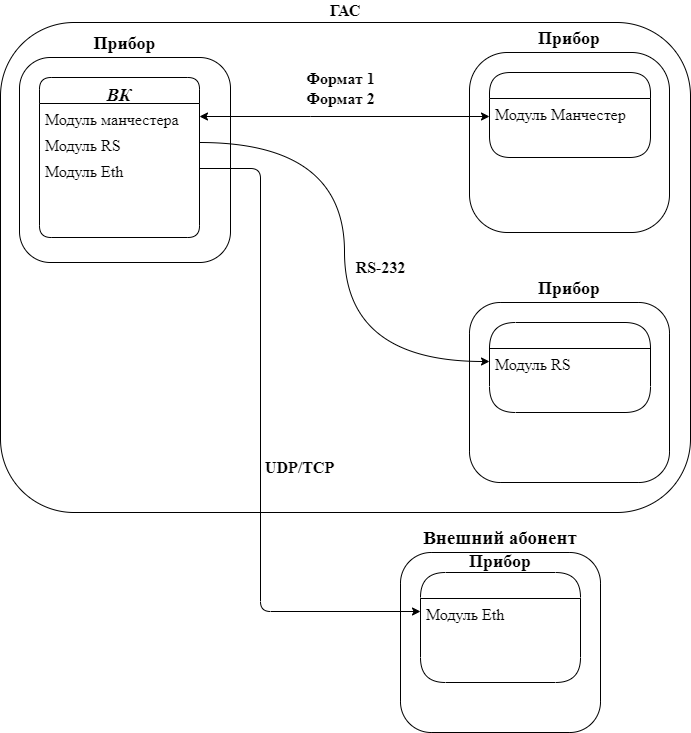 ГАС
Прибор
ВК
Модуль манчестера
Модуль RS
Модуль Eth
Формат 1
Формат 2
Прибор
Модуль Манчестер
RS-232
Прибор
Модуль RS
UDP/TCP
Внешний абонент
Прибор
Модуль Eth